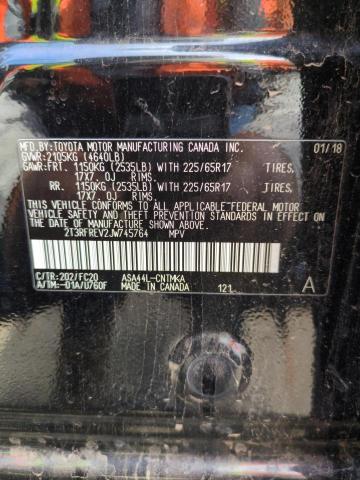 MFD.BY:TOYOTA MOTOR MANUFACTURING CANADA INC. 01/18
GVWR:2105KG (4640LB)
GAWR:FRT. 1150KG (2535LB) WITH 225/65R17 TIRES,
17X7.0J RIMS.
RR. 1150KG (2535LB) WITH 225/65R17 TIRES,
17X7.0J RIMS.
THIS VEHICLE CONFORMS TO ALL APPLICABLE
FEDERAL MOTOR VEHICLE SAFETY STANDARDS IN
EFFECT ON THE DATE OF MANUFACTURE SHOWN ABOVE.
2T3RFREV2JW745764 MPV
C/TR:202/FC20 ASA44L-CNTMKA
A/TM:-01A/U760F MADE IN CANADA 121 A